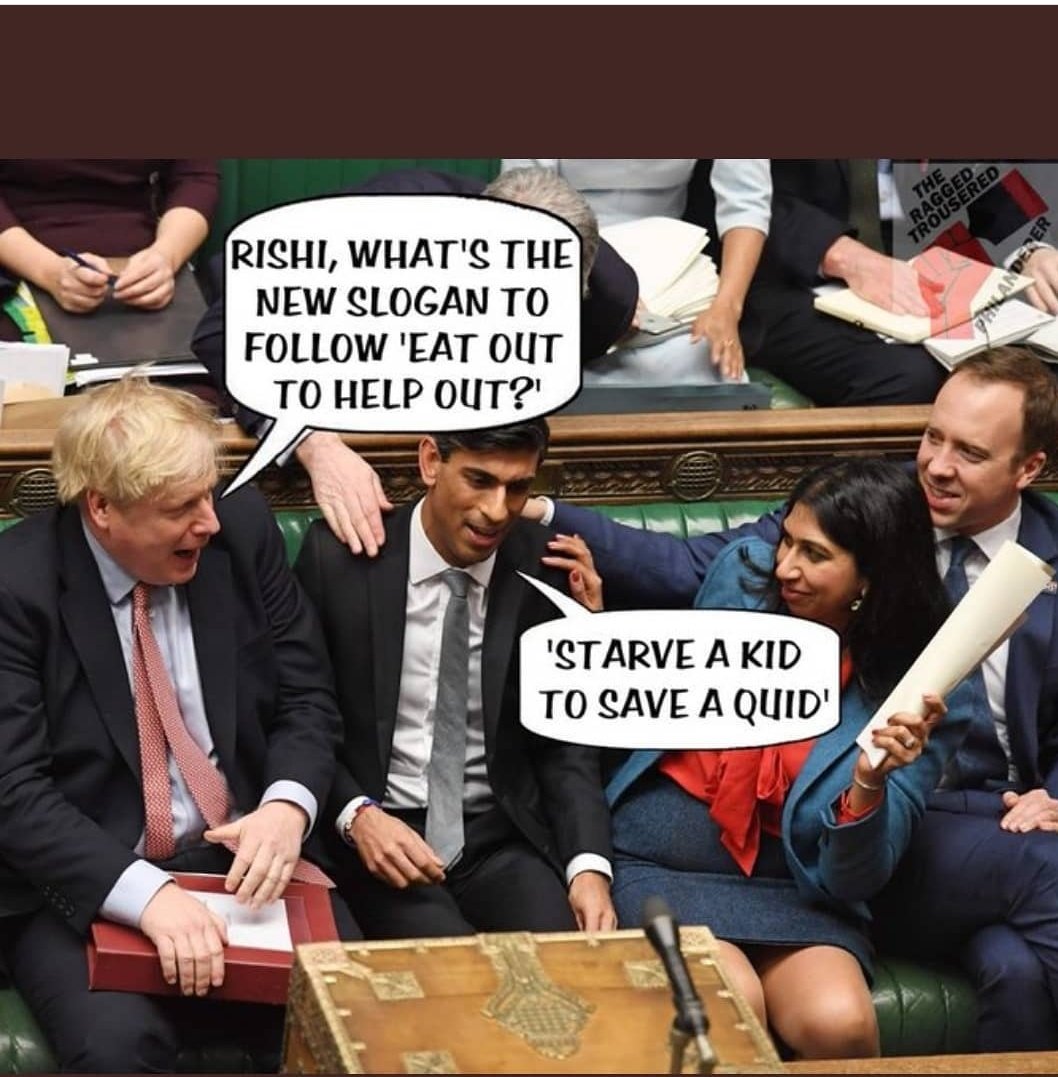 THE
RAGGED
TROUSERED
PHILANDERER
RISHI, WHAT'S THE
NEW SLOGAN TO
FOLLOW 'EAT OUT
TO HELP OUT?'
'STARVE A KID
TO SAVE A QUID'